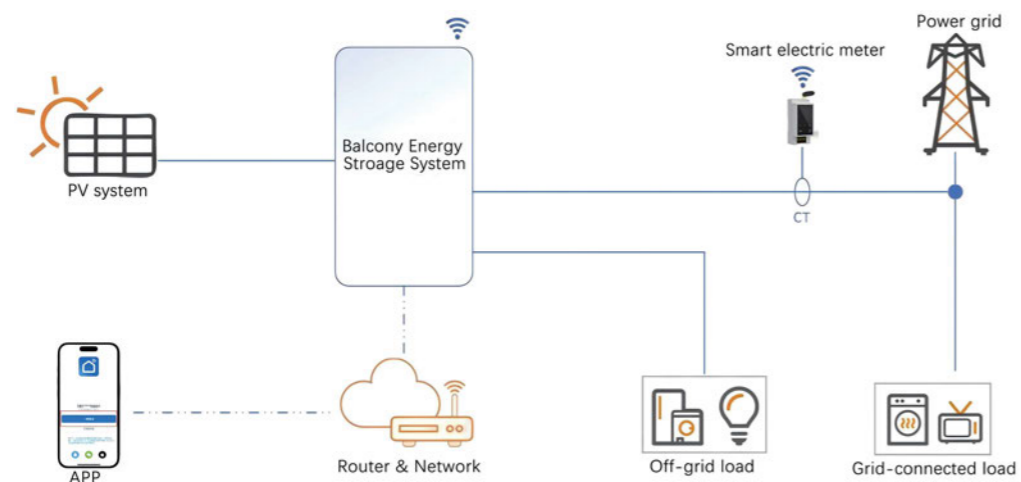 Power grid
Smart electric meter
Balcony Energy
Stroage System
PV system
CT
Router & Network
APP
Off-grid load
Grid-connected load